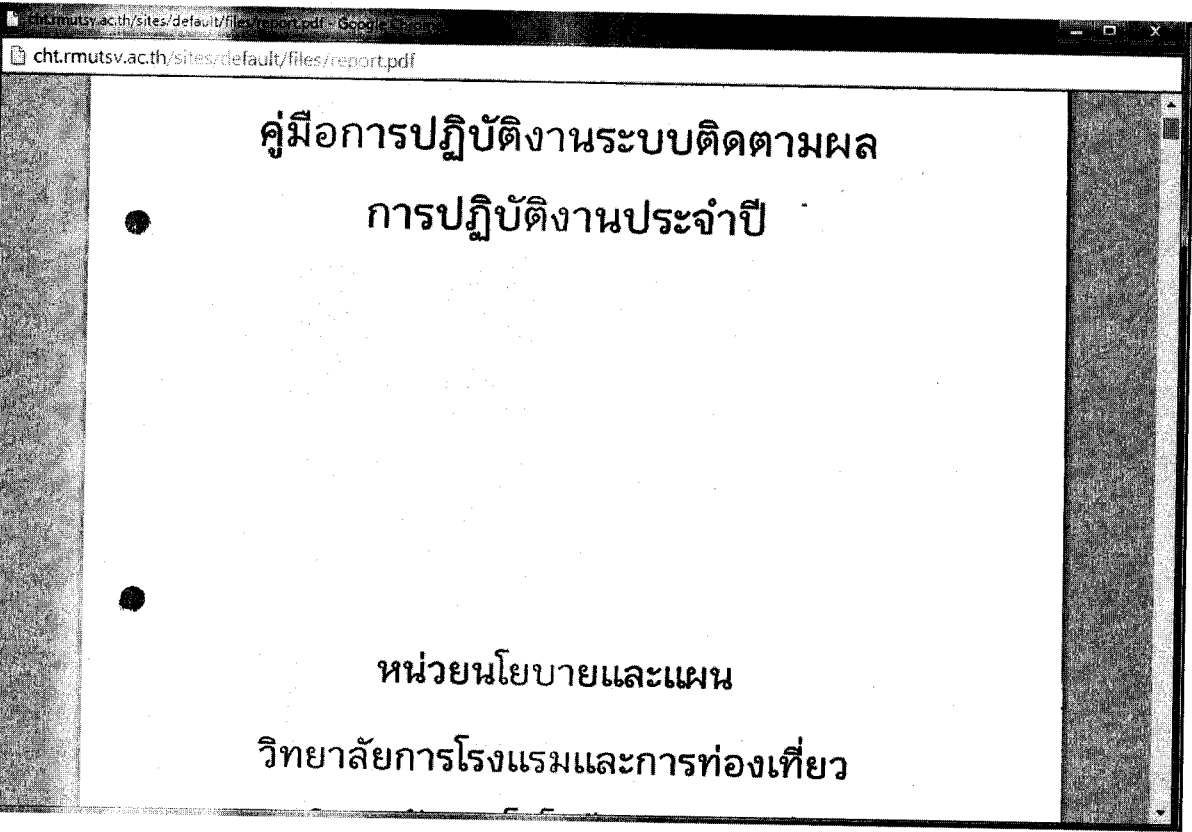 cht.rmutsv.ac.th/sites/default/files/report.pdf - Google Chrome
cht.rmutsv.ac.th/sites/default/files/report.pdf
คู่มือการปฏิบัติงานระบบติดตามผล
การปฏิบัติงานประจำปี
หน่วยนโยบายและแผน
วิทยาลัยการโรงแรมและการท่องเที่ยว